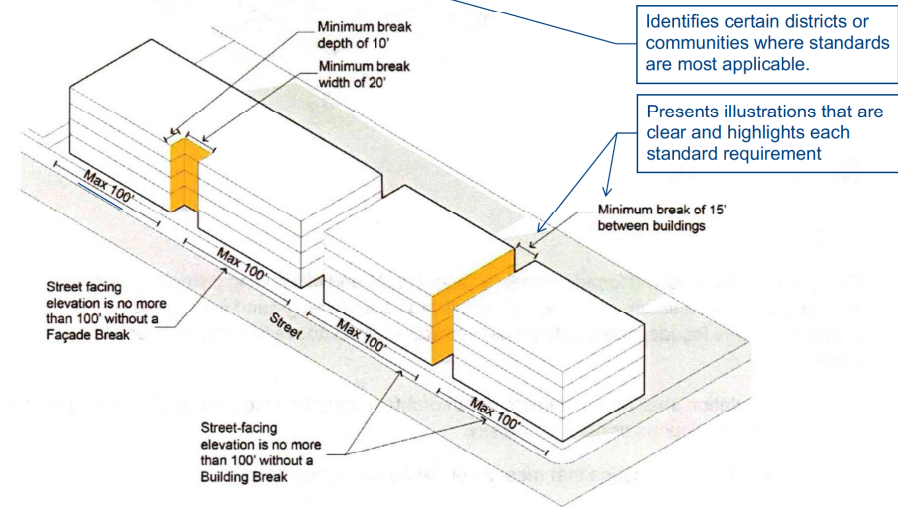 Identifies certain districts or
communities where standards
are most applicable.
Minimum break
depth of 10'
Minimum break
width of 20'
Presents illustrations that are
clear and highlights each
standard requirement
Minimum break of 15'
between buildings
Max 100'
Max 100'
Max 100'
Max 100'
Street
Street facing
elevation is no more
than 100' without a
Façade Break
Street-facing
elevation is no more
than 100' without a
Building Break